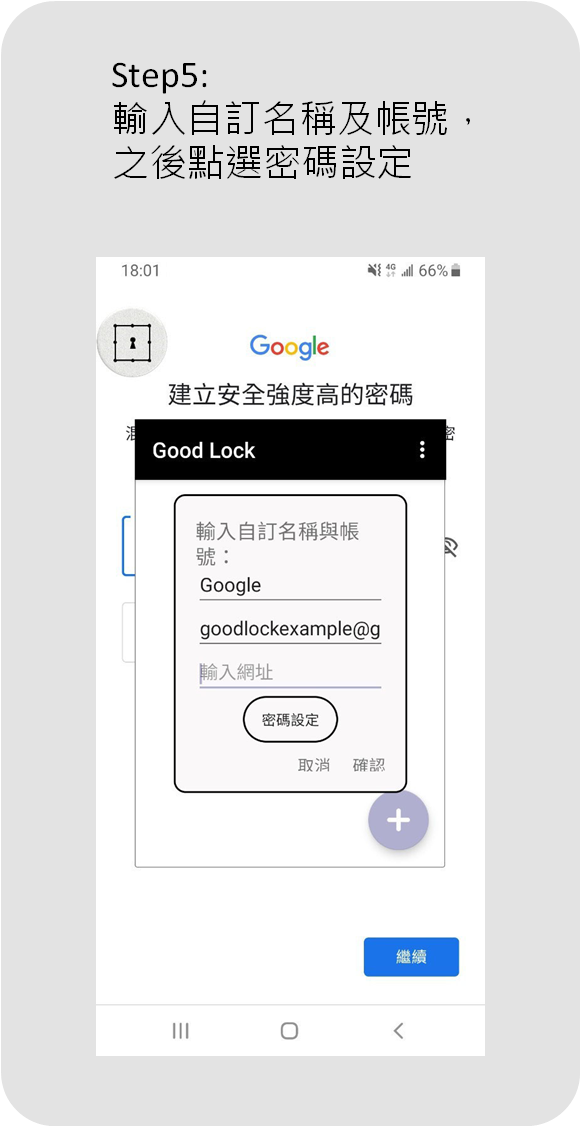 Step5:
輸入自訂名稱及帳號，
之後點選密碼設定
18:01
4G
66%
Google
建立安全強度高的密碼
混
密
Good Lock
輸入自訂名稱與帳
號：
Google
goodlockexample@g
輸入網址
密碼設定
取消 確認
繼續